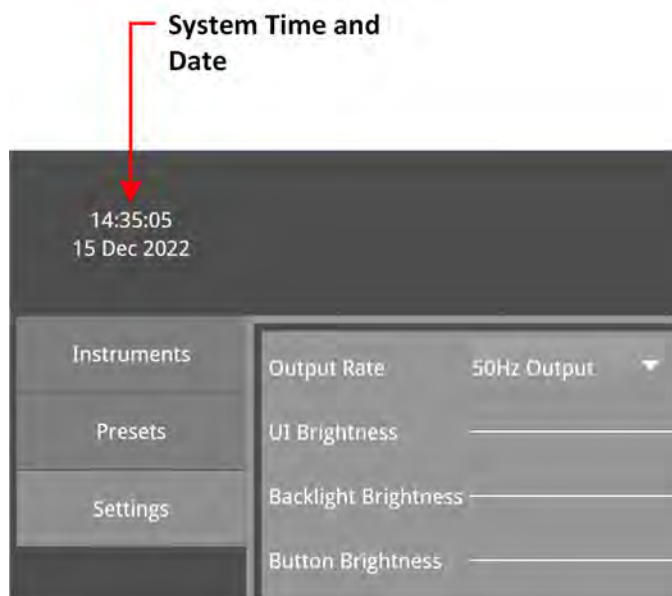 System Time and
Date
14:35:05
15 Dec 2022
Instruments
Presets
Settings
Output Rate 50Hz Output
UI Brightness
Backlight Brightness
Button Brightness